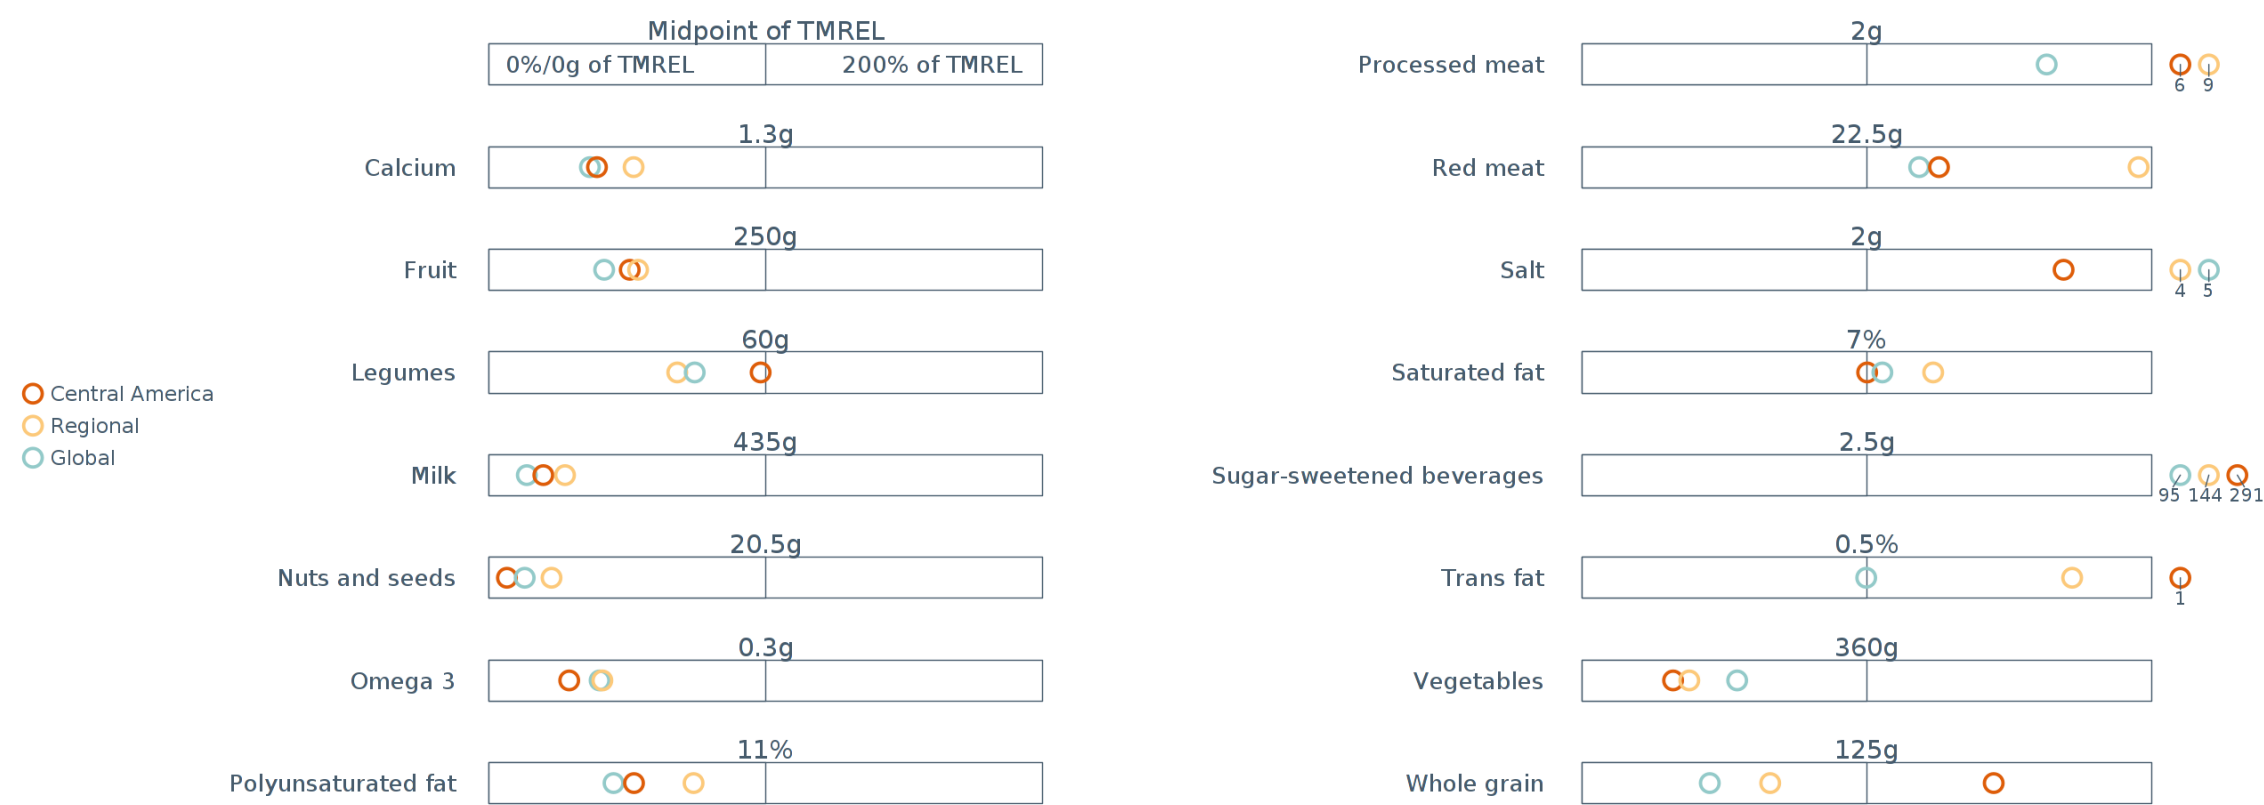 Midpoint of TMREL
0%/0g of TMREL
200% of TMREL
1.3g
Calcium
250g
Fruit
60g
Legumes
435g
Milk
20.5g
Nuts and seeds
0.3g
Omega 3
11%
Polyunsaturated fat
Central America
Regional
Global
2g
Processed meat
6 9
22.5g
Red meat
2g
Salt
4 5
7%
Saturated fat
2.5g
Sugar-sweetened beverages
95 144 291
0.5%
Trans fat
1
360g
Vegetables
125g
Whole grain